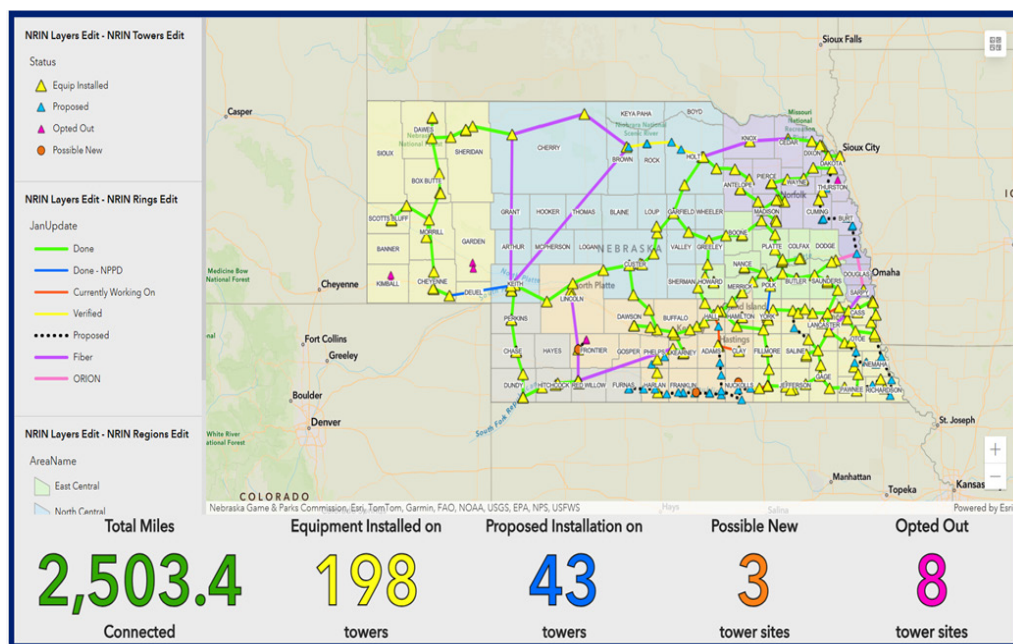 NRIN Layers Edit - NRIN Towers Edit
Status
Equip Installed
Proposed
Opted Out
Possible New
NRIN Layers Edit - NRIN Rings Edit
JanUpdate
Done
Done - NPPD
Currently Working On
Verified
Proposed
Fiber
ORION
NRIN Layers Edit - NRIN Regions Edit
AreaName
East Central
North Central
Sioux Falls
Casper
Missouri
National
Niobrara National
Scenic River
KEYA PAHA
BOYD
DAWES
SIOUX
SHERIDAN
CHERRY
BROWN
ROCK
HOLT
KNOX
CEDAR
DIXON
DAKOTA
Sioux City
BOX BUTTE
ANTELOPE
PIERCE
WAYNE
THURSTON
Norfolk
SCOTTS BLUFF
MORRILL
GRANT
HOOKER
THOMAS
BLAINE
LOUP
GARFIELD
WHEELER
MADISON
CUMING
BURT
BANNER
GARDEN
ARTHUR
MCPHERSON
LOGAN
NEBRASKA
VALLEY
GREELEY
BOONE
PLATTE
COLFAX
DODGE
Medicine Bow
National Forest
Cheyenne
KIMBALL
CHEYENNE
DEUEL
KEITH
North Platte
LINCOLN
CUSTER
SHERMAN
HOWARD
NANCE
MERRICK
POLK
BUTLER
SAUNDERS
DOUGLAS
Omaha
SARPY
PERKINS
DAWSON
BUFFALO
HALL
HAMILTON
YORK
LANCASTER
CASS
Fort Collins
Greeley
CHASE
HAYES
FRONTIER
GOSPER
PHELPS
KEARNEY
ADAMS
Hastings
CLAY
FILLMORE
SALINE
OTOE
NEMAHA
Boulder
Denver
DUNDY
HITCHCOCK
RED WILLOW
FURNAS
HARLAN
FRANKLIN
NUCKOLLS
JEFFERSON
GAGE
PAWNEE
RICHARDSON
White River
National Forest
St. Joseph
Manhattan
Topeka
Kansas
COLORADO
Hays
Salina
Nebraska Game & Parks Commission, Esri, TomTom, Garmin, FAO, NOAA, USGS, EPA, NPS, USFWS
Powered by Esri
Total Miles
2,503.4
Connected
Equipment Installed on
198
towers
Proposed Installation on
43
towers
Possible New
3
tower sites
Opted Out
8
tower sites